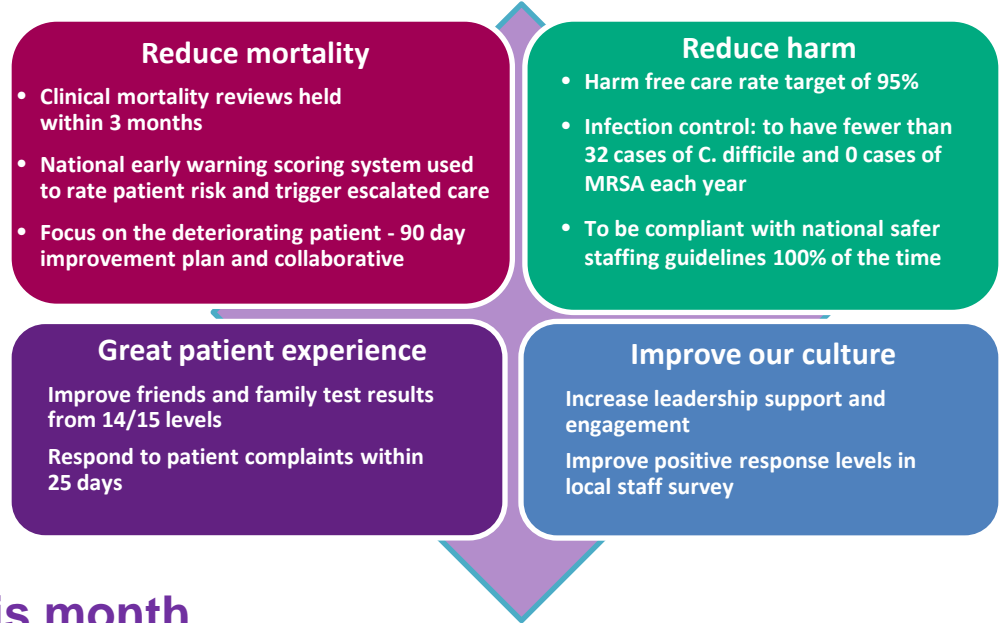 Reduce mortality
• Clinical mortality reviews held
within 3 months
• National early warning scoring system used
to rate patient risk and trigger escalated care
• Focus on the deteriorating patient - 90 day
improvement plan and collaborative
Reduce harm
• Harm free care rate target of 95%
• Infection control: to have fewer than
32 cases of C. difficile and 0 cases of
MRSA each year
• To be compliant with national safer
staffing guidelines 100% of the time
Great patient experience
Improve friends and family test results
from 14/15 levels
Respond to patient complaints within
25 days
Improve our culture
Increase leadership support and
engagement
Improve positive response levels in
local staff survey
is month